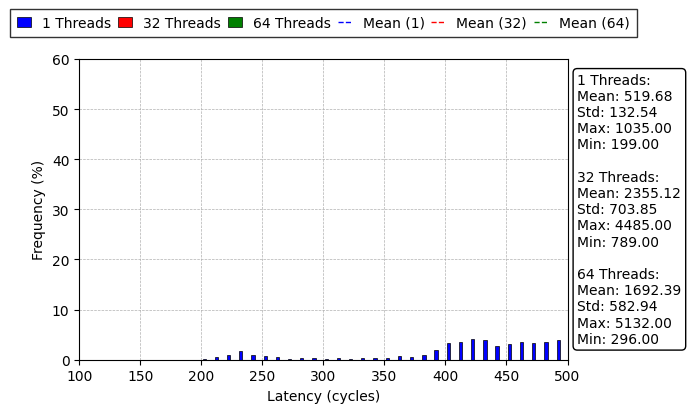 1 Threads 32 Threads 64 Threads Mean (1) Mean (32) Mean (64)
60
50
40
30
20
10
0
Frequency (%)
100 150 200 250 300 350 400 450 500
Latency (cycles)
1 Threads:
Mean: 519.68
Std: 132.54
Max: 1035.00
Min: 199.00
32 Threads:
Mean: 2355.12
Std: 703.85
Max: 4485.00
Min: 789.00
64 Threads:
Mean: 1692.39
Std: 582.94
Max: 5132.00
Min: 296.00